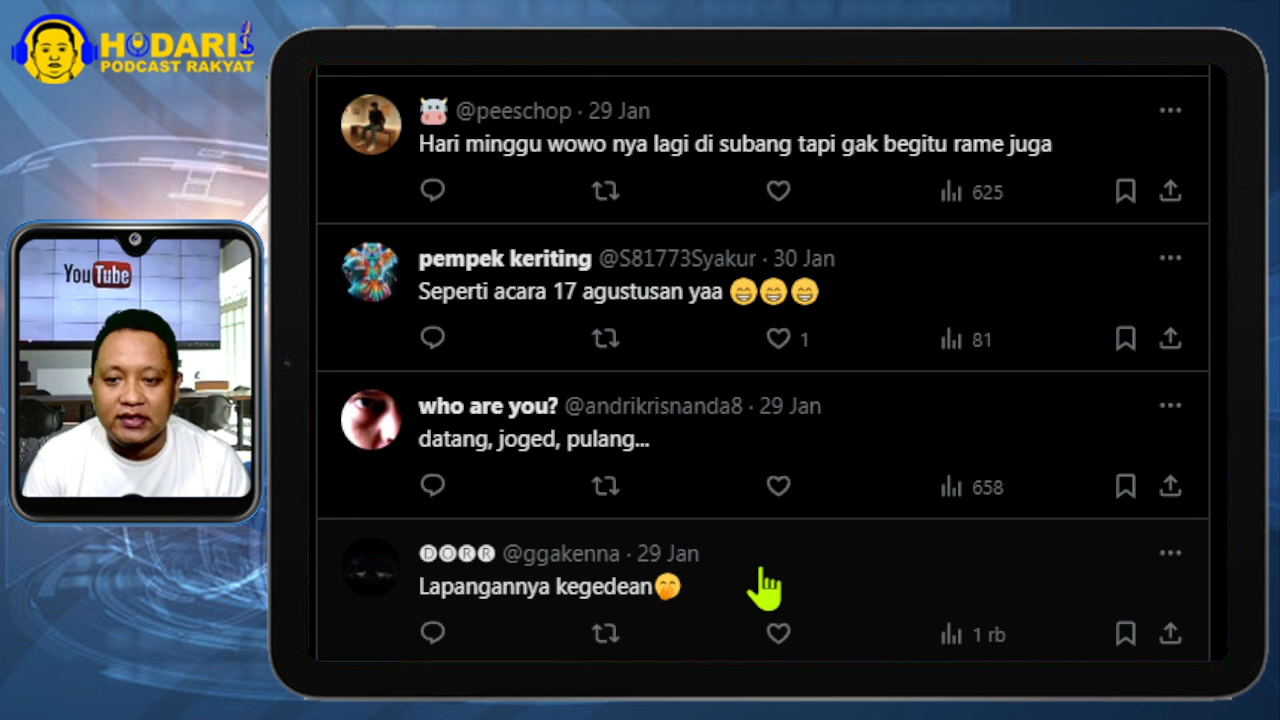 HODARI
PODCAST RAKYAT
YouTube
🐮 @peeschop · 29 Jan
Hari minggu wowo nya lagi di subang tapi gak begitu rame juga
625
pempek keriting @S81773Syakur · 30 Jan
Seperti acara 17 agustusan yaa 😁😁😁
1
81
who are you? @andrikrisnanda8 · 29 Jan
datang, joged, pulang...
658
🅓🅞🅡🅡 @ggakenna · 29 Jan
Lapangannya kegedean🤭
1 rb